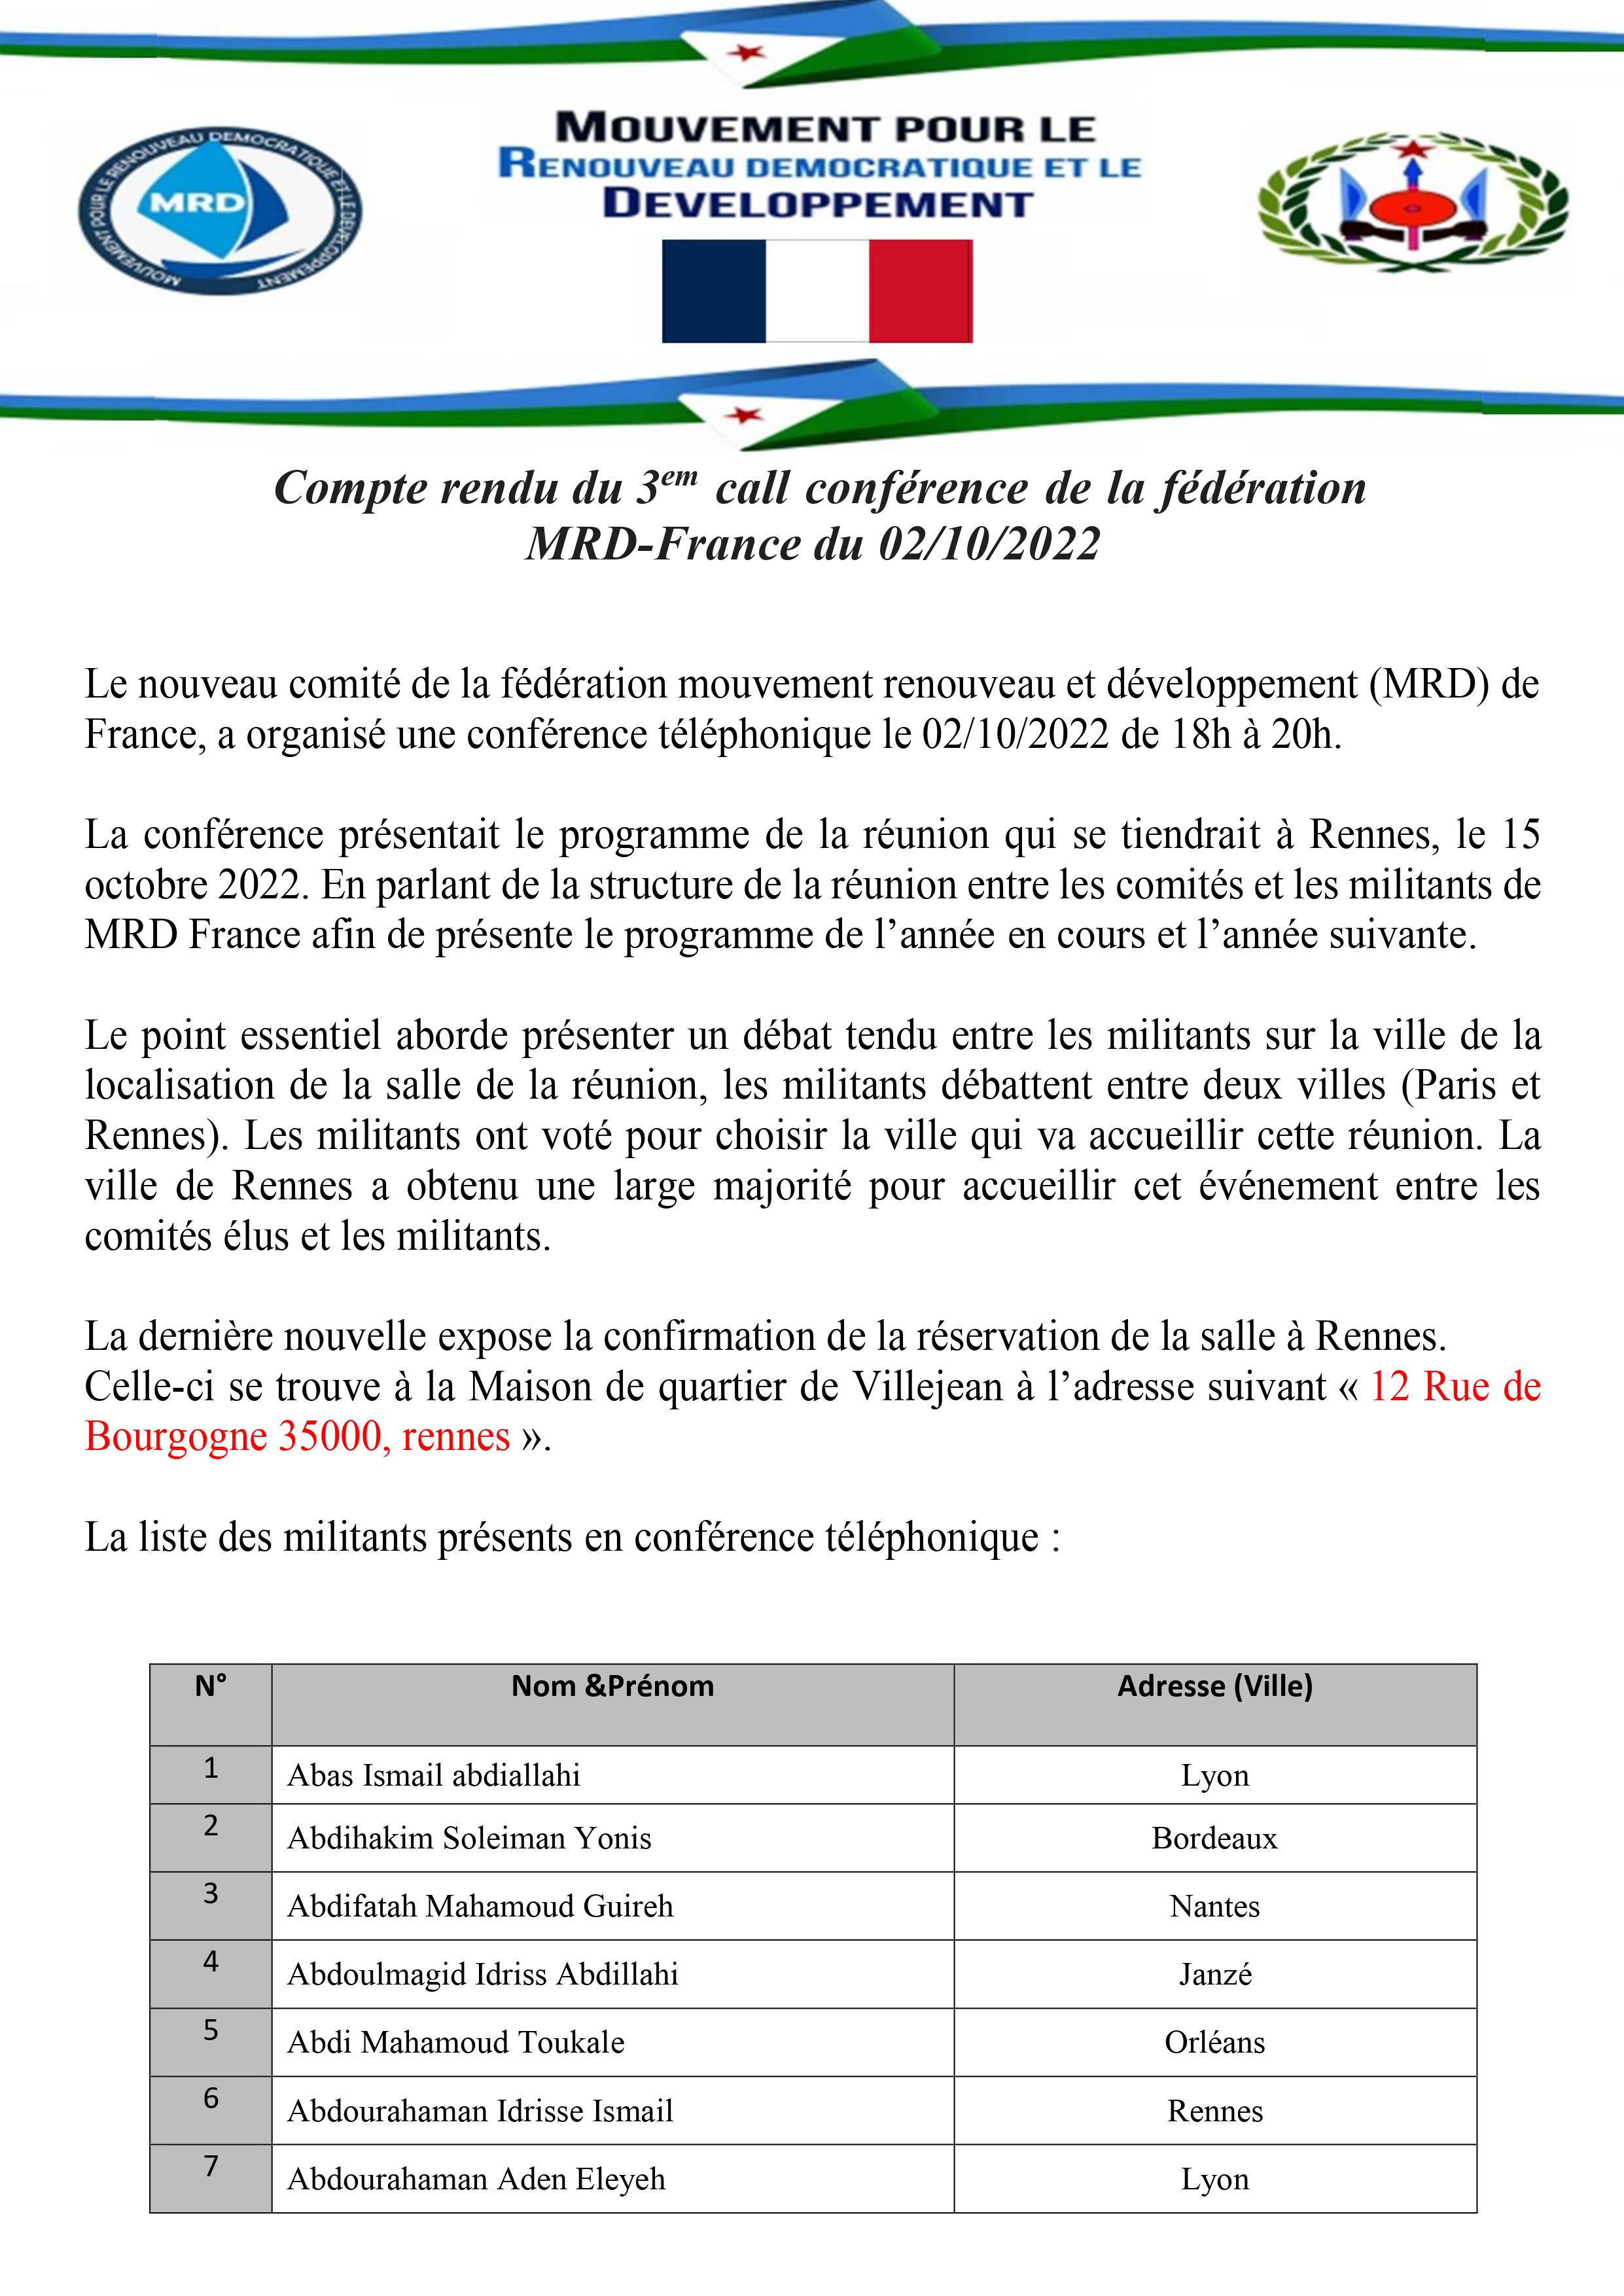 MOUVEMENT POUR LE RENOUVEAU DEMOCRATIQUE ET LE DEVELOPPEMENT
MRD
MOUVEMENT POUR LE
RENOUVEAU DEMOCRATIQUE ET LE
DEVELOPPEMENT
Compte rendu du 3em call conférence de la fédération
MRD-France du 02/10/2022
Le nouveau comité de la fédération mouvement renouveau et développement (MRD) de
France, a organisé une conférence téléphonique le 02/10/2022 de 18h à 20h.
La conférence présentait le programme de la réunion qui se tiendrait à Rennes, le 15
octobre 2022. En parlant de la structure de la réunion entre les comités et les militants de
MRD France afin de présente le programme de l’année en cours et l’année suivante.
Le point essentiel aborde présenter un débat tendu entre les militants sur la ville de la
localisation de la salle de la réunion, les militants débattent entre deux villes (Paris et
Rennes). Les militants ont voté pour choisir la ville qui va accueillir cette réunion. La
ville de Rennes a obtenu une large majorité pour accueillir cet événement entre les
comités élus et les militants.
La dernière nouvelle expose la confirmation de la réservation de la salle à Rennes.
Celle-ci se trouve à la Maison de quartier de Villejean à l’adresse suivant « 12 Rue de
Bourgogne 35000, rennes ».
La liste des militants présents en conférence téléphonique :
N° Nom &Prénom Adresse (Ville)
1 Abas Ismail abdiallahi Lyon
2 Abdihakim Soleiman Yonis Bordeaux
3 Abdifatah Mahamoud Guireh Nantes
4 Abdoulmagid Idriss Abdillahi Janzé
5 Abdi Mahamoud Toukale Orléans
6 Abdourahaman Idrisse Ismail Rennes
7 Abdourahaman Aden Eleyeh Lyon